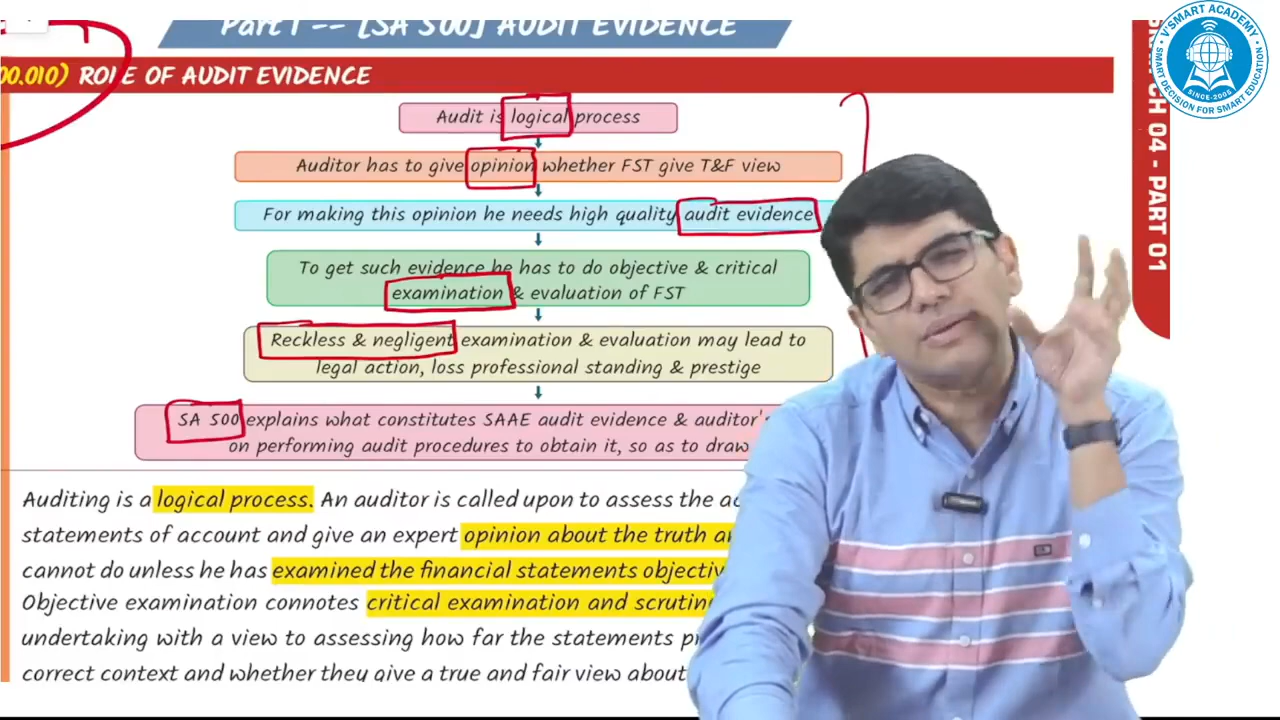 Part 1 -- [SA 500] AUDIT EVIDENCE
00.010) ROLE OF AUDIT EVIDENCE
Audit is logical process
Auditor has to give opinion whether FST give T&F view
For making this opinion he needs high quality audit evidence
To get such evidence he has to do objective & critical
examination & evaluation of FST
Reckless & negligent examination & evaluation may lead to
legal action, loss professional standing & prestige
SA 500 explains what constitutes SAAE audit evidence & auditor's
on performing audit procedures to obtain it, so as to draw
Auditing is a logical process. An auditor is called upon to assess the
statements of account and give an expert opinion about the truth
cannot do unless he has examined the financial statements
Objective examination connotes critical examination and
undertaking with a view to assessing how far the statements
correct context and whether they give a true and fair view about
CH 04 - PART 01
V'SMART ACADEMY
SMART DECISION FOR SMART EDUCATION
SINCE-2005